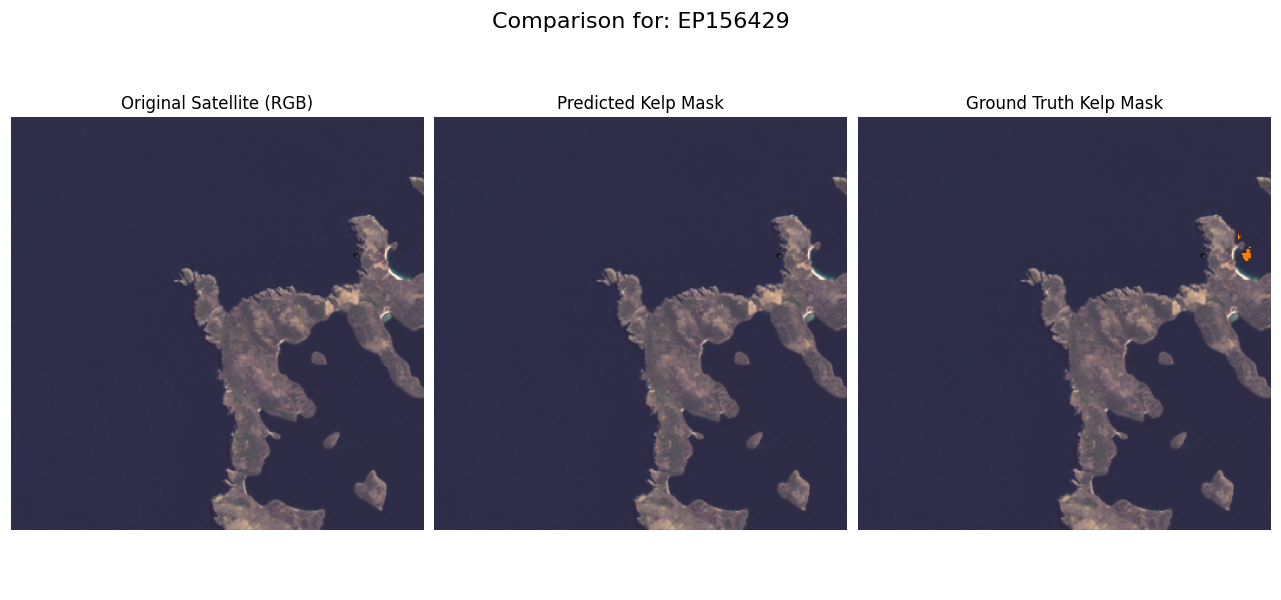 Comparison for: EP156429
Original Satellite (RGB)
Predicted Kelp Mask
Ground Truth Kelp Mask